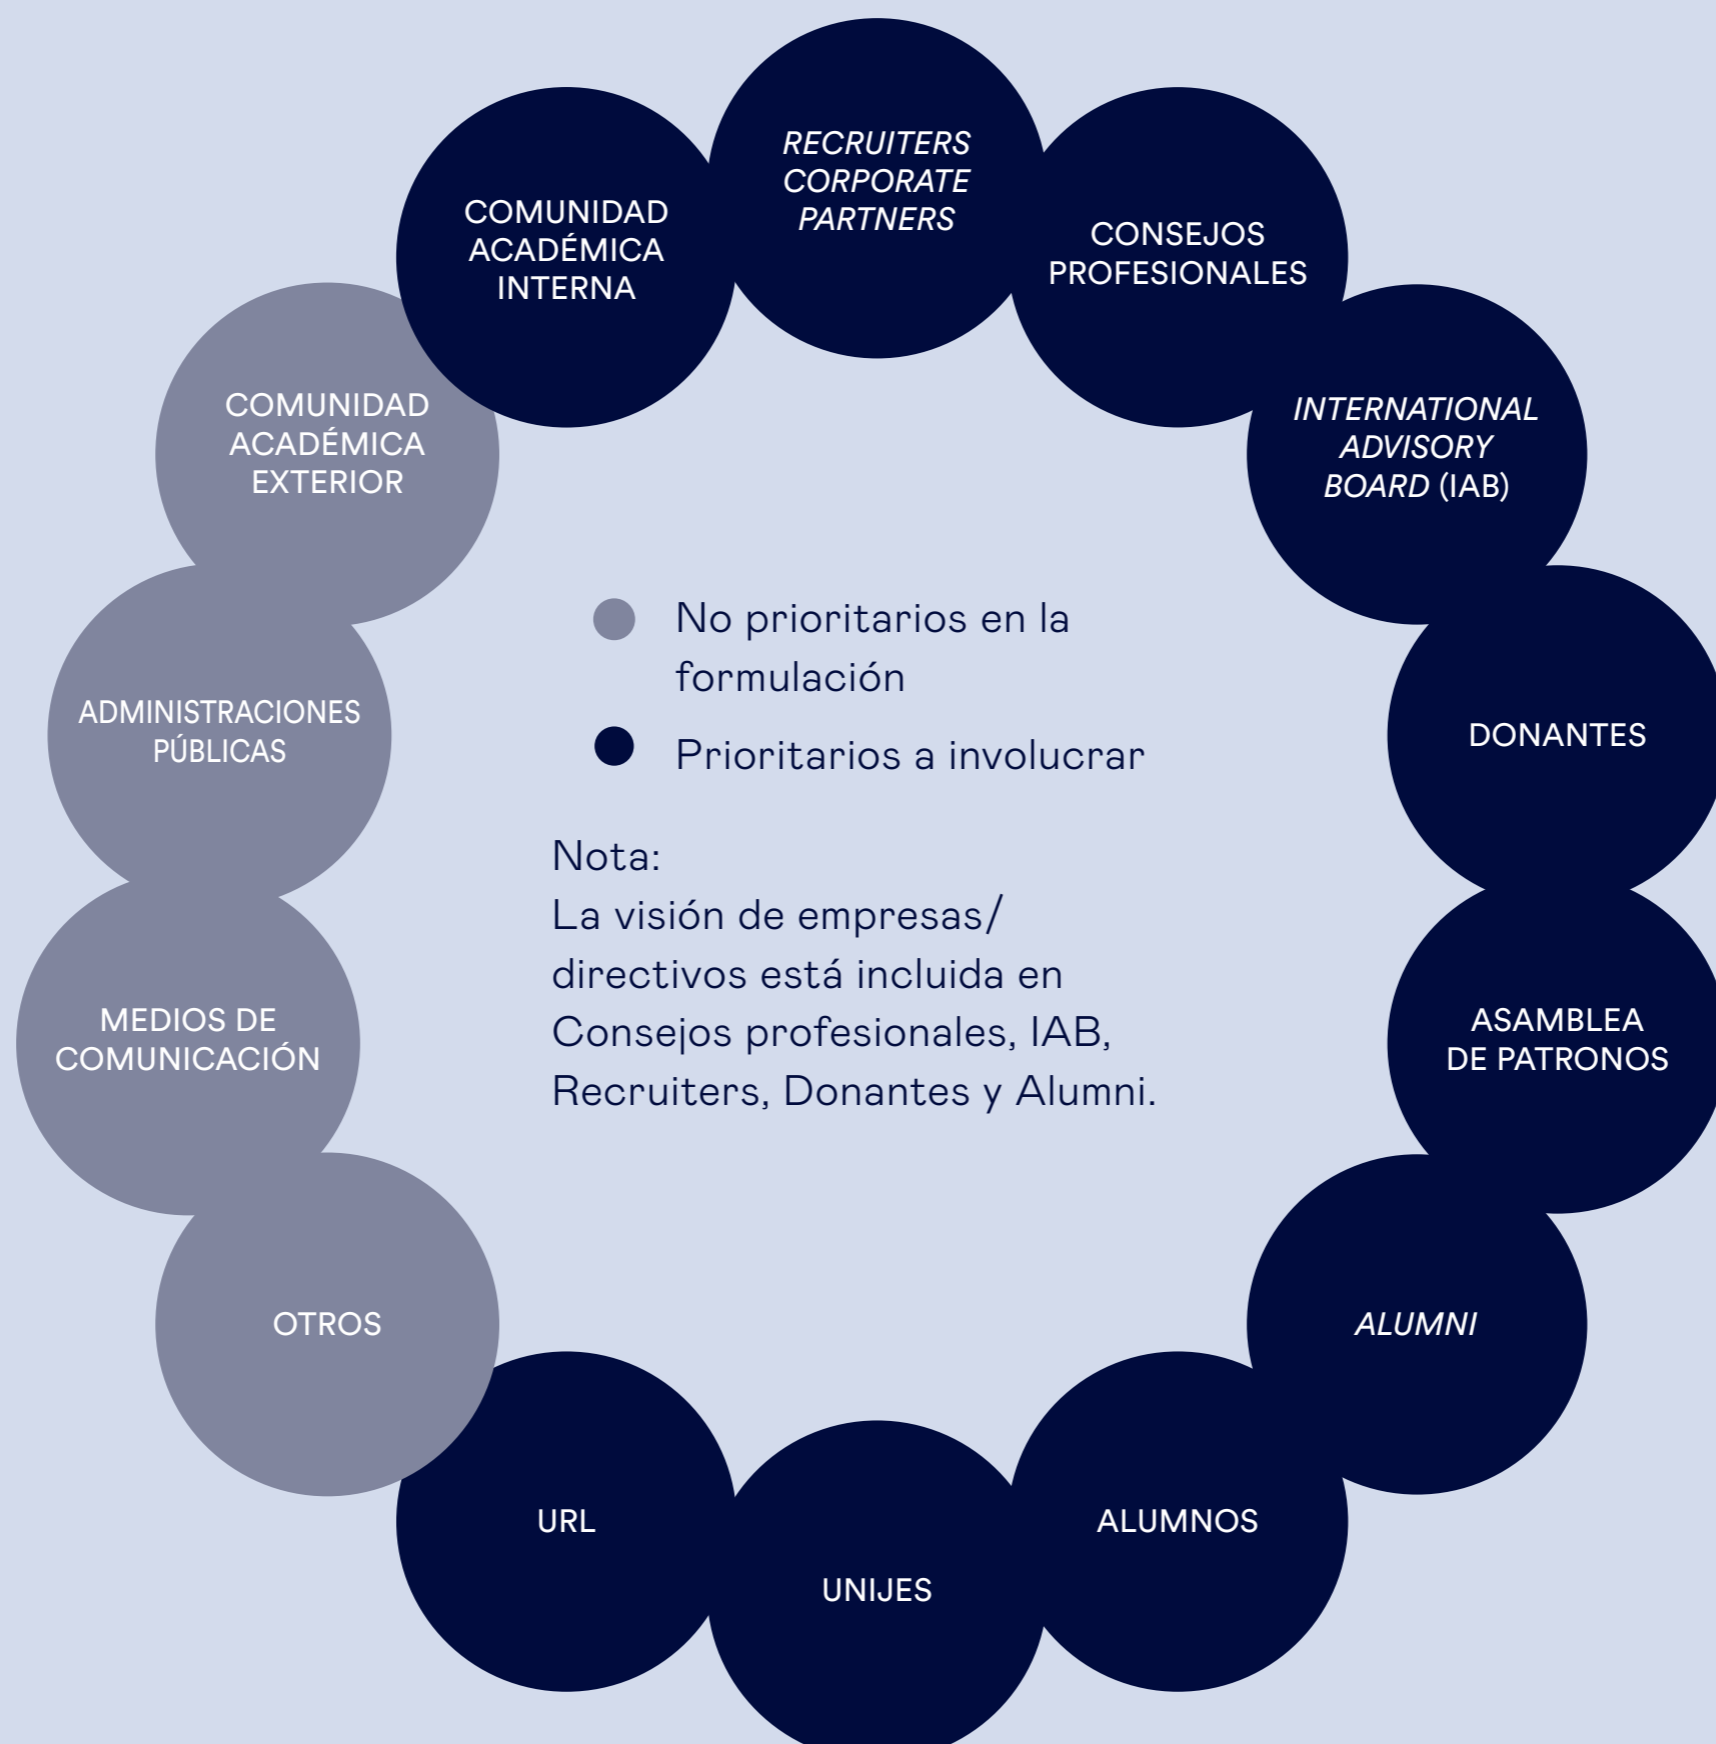 RECRUITERS
CORPORATE
PARTNERS
CONSEJOS
PROFESIONALES
INTERNATIONAL
ADVISORY
BOARD (IAB)
DONANTES
ASAMBLEA
DE PATRONOS
ALUMNI
ALUMNOS
UNIJES
URL
OTROS
MEDIOS DE
COMUNICACIÓN
ADMINISTRACIONES
PÚBLICAS
COMUNIDAD
ACADÉMICA
EXTERIOR
COMUNIDAD
ACADÉMICA
INTERNA
No prioritarios en la
formulación
Prioritarios a involucrar
Nota:
La visión de empresas/
directivos está incluida en
Consejos profesionales, IAB,
Recruiters, Donantes y Alumni.